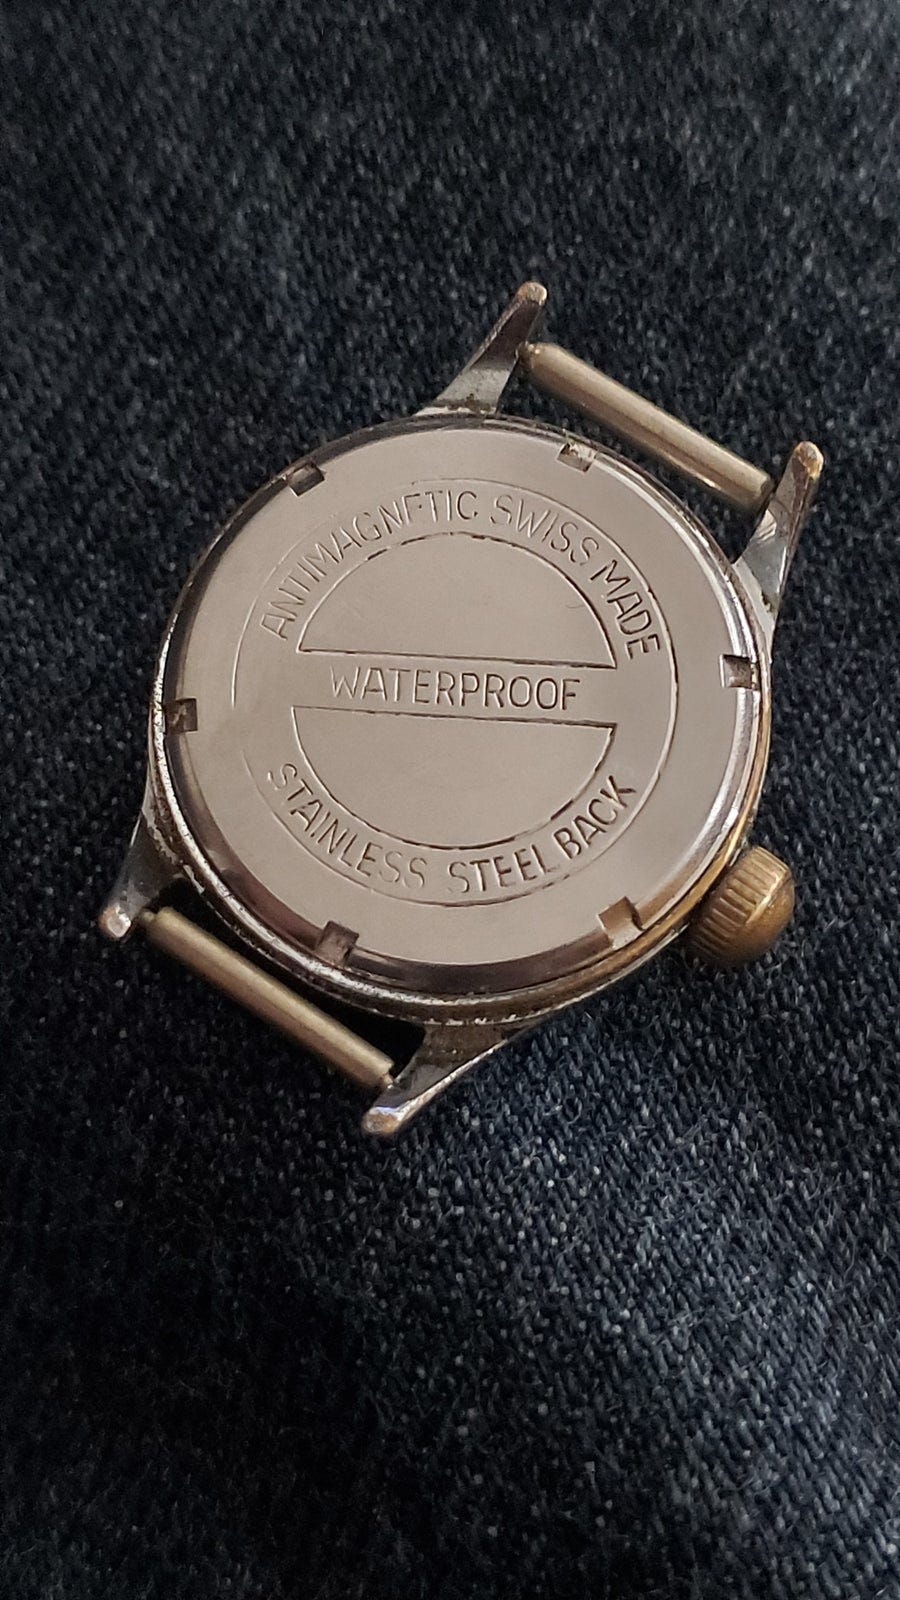 ANTIMAGNETIC SWISS MADE
WATERPROOF
STAINLESS STEEL BACK